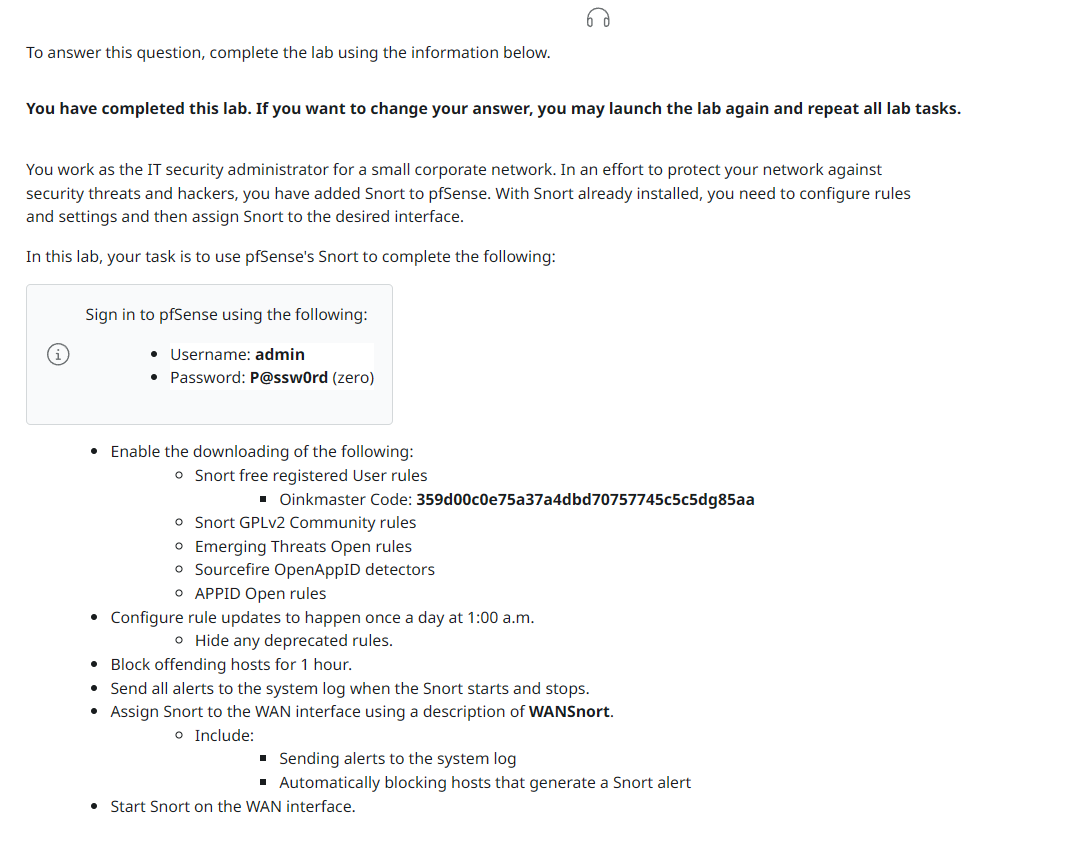 To answer this question, complete the lab using the information below.
You have completed this lab. If you want to change your answer, you may launch the lab again and repeat all lab tasks.
You work as the IT security administrator for a small corporate network. In an effort to protect your network against
security threats and hackers, you have added Snort to pfSense. With Snort already installed, you need to configure rules
and settings and then assign Snort to the desired interface.
In this lab, your task is to use pfSense's Snort to complete the following:
Sign in to pfSense using the following:
• Username: admin
• Password: P@ssw0rd (zero)
• Enable the downloading of the following:
◦ Snort free registered User rules
▪ Oinkmaster Code: 359d00c0e75a37a4dbd70757745c5c5dg85aa
◦ Snort GPLv2 Community rules
◦ Emerging Threats Open rules
◦ Sourcefire OpenAppID detectors
◦ APPID Open rules
• Configure rule updates to happen once a day at 1:00 a.m.
◦ Hide any deprecated rules.
• Block offending hosts for 1 hour.
• Send all alerts to the system log when the Snort starts and stops.
• Assign Snort to the WAN interface using a description of WANSnort.
◦ Include:
▪ Sending alerts to the system log
▪ Automatically blocking hosts that generate a Snort alert
• Start Snort on the WAN interface.